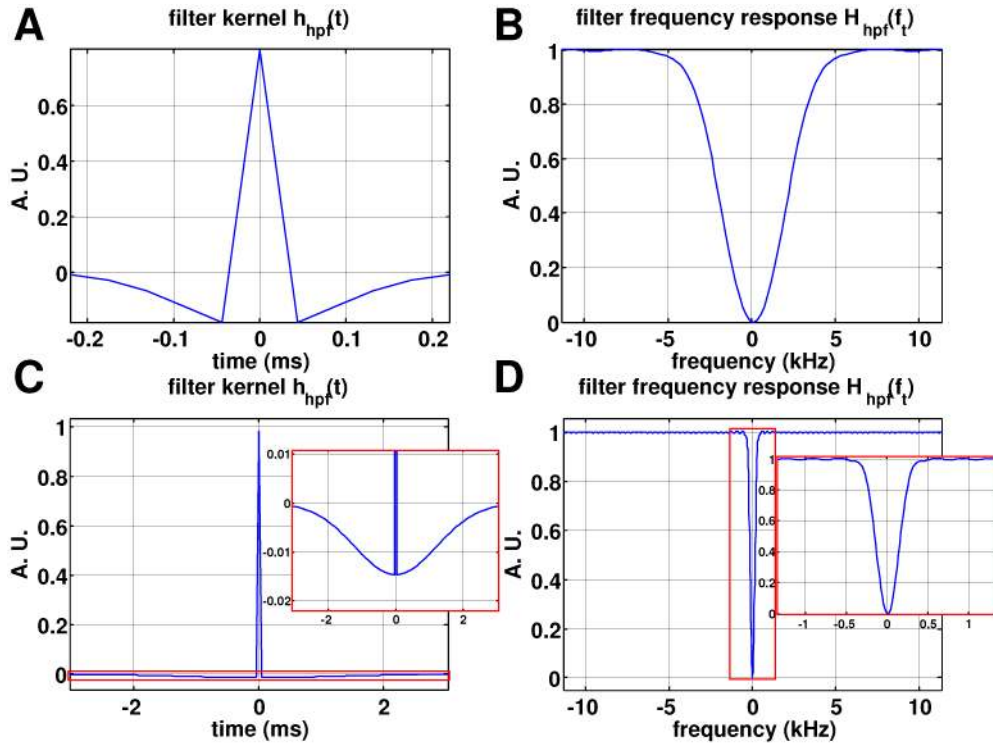 A
filter kernel h_hpf(t)
A. U.
0.6
0.4
0.2
0
-0.2 -0.1 0 0.1 0.2
time (ms)
B
filter frequency response H_hpf(f_t)
A. U.
1
0.8
0.6
0.4
0.2
0
-10 -5 0 5 10
frequency (kHz)
C
filter kernel h_hpf(t)
A. U.
1
0.8
0.6
0.4
0.2
0
-2 0 2
time (ms)
0.01
0
-0.01
-0.02
-2 0 2
D
filter frequency response H_hpf(f_t)
A. U.
1
0.8
0.6
0.4
0.2
0
-10 -5 0 5 10
frequency (kHz)
1
0.8
0.6
0.4
0.2
0
-1 -0.5 0 0.5 1